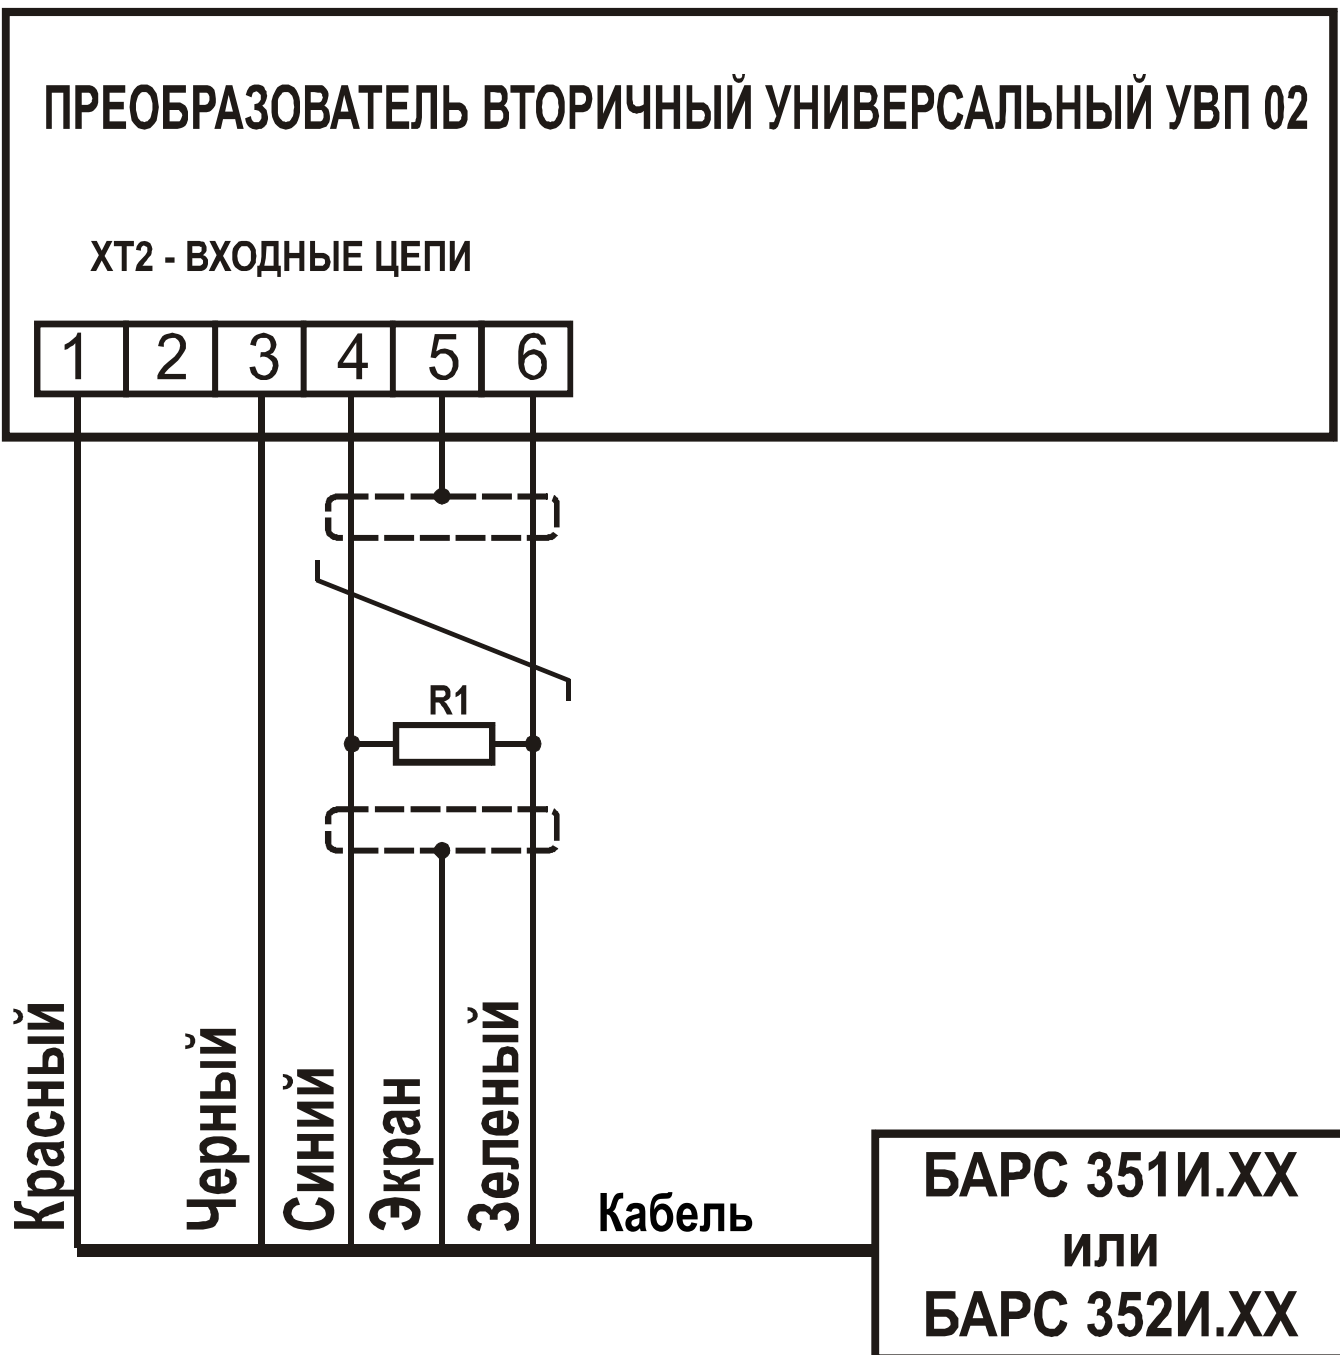 ПРЕОБРАЗОВАТЕЛЬ ВТОРИЧНЫЙ УНИВЕРСАЛЬНЫЙ УВП 02
ХТ2 - ВХОДНЫЕ ЦЕПИ
1 2 3 4 5 6
R1
Красный
Черный
Синий
Экран
Зеленый
Кабель
БАРС 351И.ХХ
или
БАРС 352И.ХХ